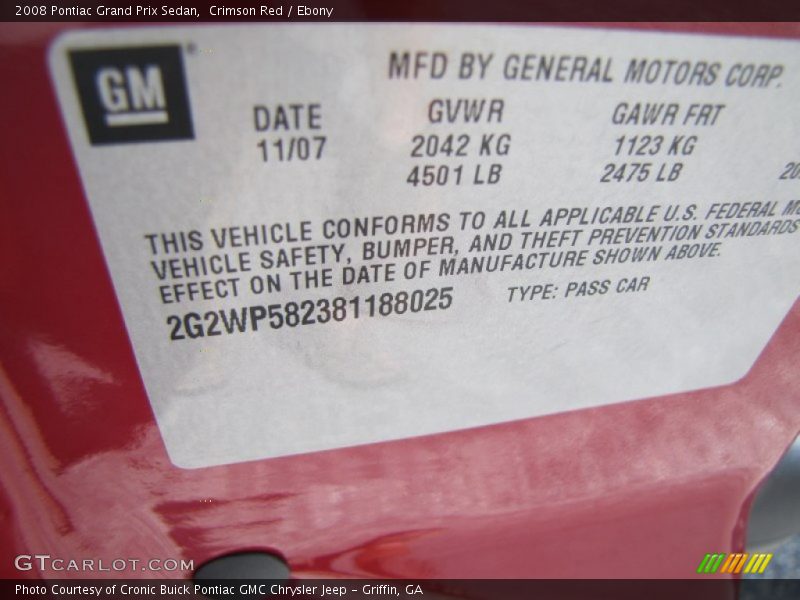 2008 Pontiac Grand Prix Sedan,  Crimson Red / Ebony
GM
MFD BY GENERAL MOTORS CORP.
DATE GVWR GAWR FRT
11/07 2042 KG 1123 KG
4501 LB 2475 LB 20
THIS VEHICLE CONFORMS TO ALL APPLICABLE U.S. FEDERAL
VEHICLE SAFETY, BUMPER, AND THEFT PREVENTION STANDARDS
EFFECT ON THE DATE OF MANUFACTURE SHOWN ABOVE.
2G2WP582381188025 TYPE: PASS CAR
GTCARLOT.COM
Photo Courtesy of Cronic Buick Pontiac GMC Chrysler Jeep - Griffin, GA